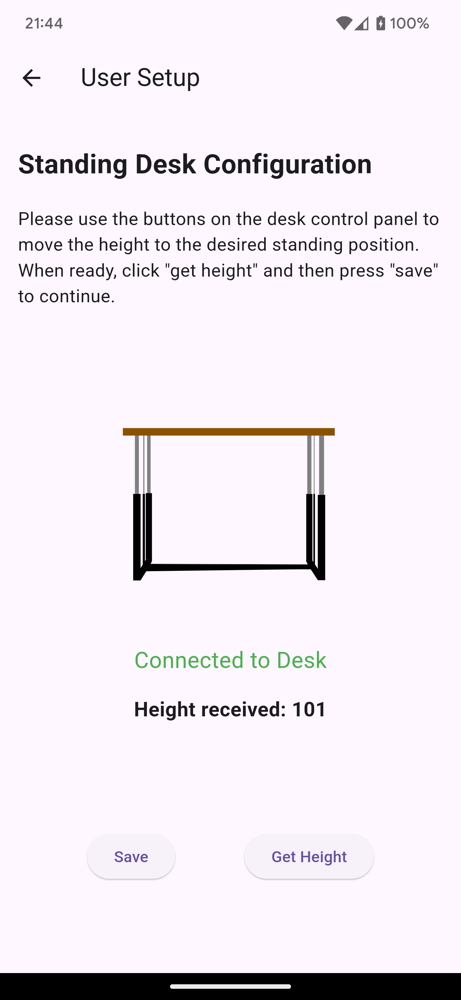 21:44
100%
User Setup
Standing Desk Configuration
Please use the buttons on the desk control panel to
move the height to the desired standing position.
When ready, click "get height" and then press "save"
to continue.
Connected to Desk
Height received: 101
Save
Get Height